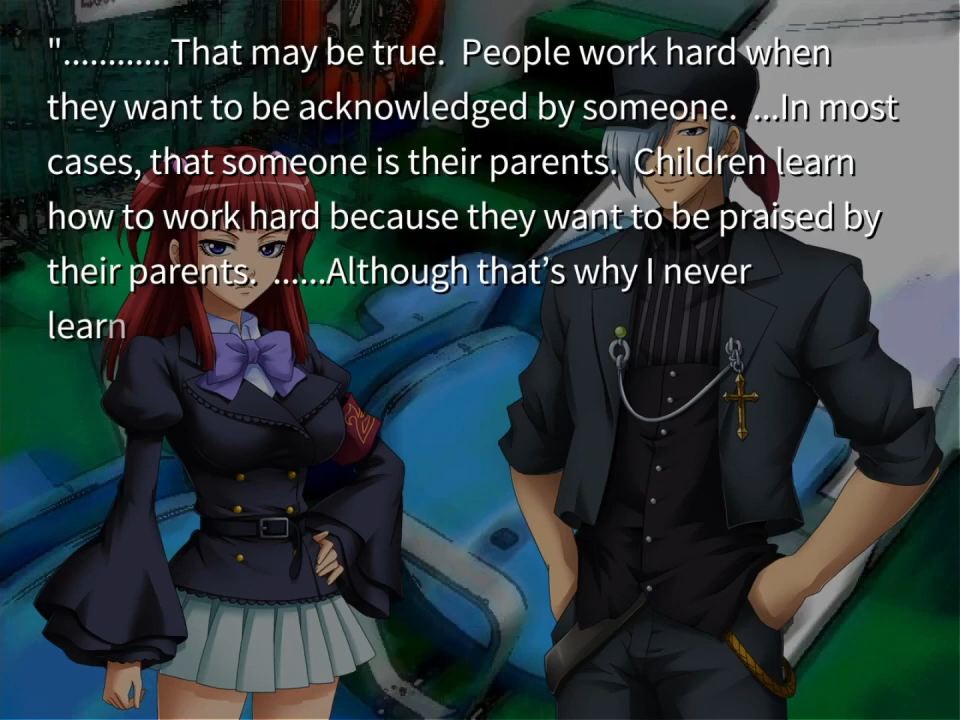 "............That may be true.  People work hard when
they want to be acknowledged by someone.  ...In most
cases, that someone is their parents.  Children learn
how to work hard because they want to be praised by
their parents.  ......Although that’s why I never
learn